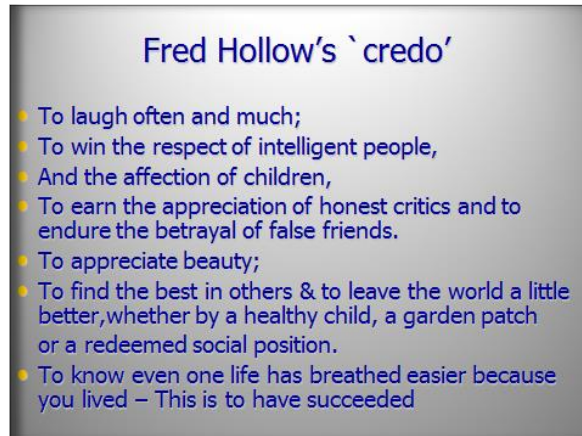 Fred Hollow's `credo'
To laugh often and much;
To win the respect of intelligent people,
And the affection of children,
To earn the appreciation of honest critics and to
endure the betrayal of false friends.
To appreciate beauty;
To find the best in others & to leave the world a little
better,whether by a healthy child, a garden patch
or a redeemed social position.
To know even one life has breathed easier because
you lived – This is to have succeeded